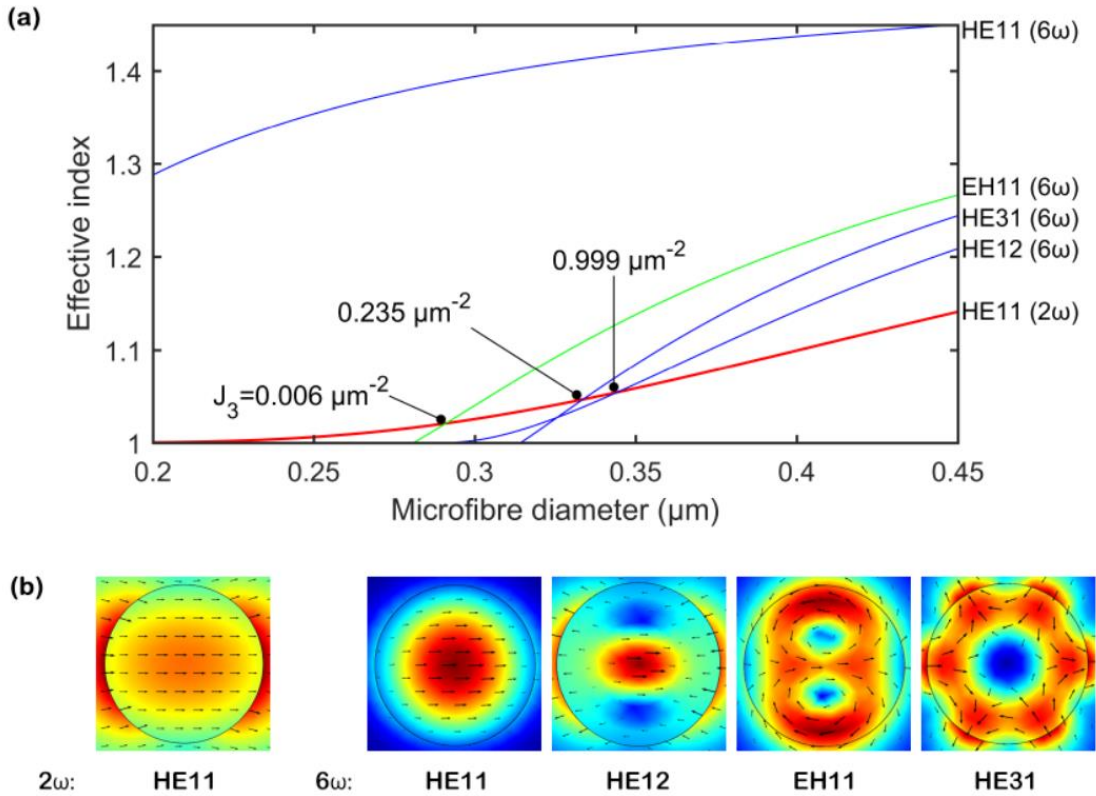 (a)
Effective index
1.4
1.3
1.2
1.1
1
0.2
0.25
0.3
0.35
0.4
0.45
Microfibre diameter (µm)
HE11 (6ω)
EH11 (6ω)
HE31 (6ω)
HE12 (6ω)
HE11 (2ω)
0.999 µm-2
0.235 µm-2
J3=0.006 µm-2
(b)
2ω: HE11 6ω: HE11 HE12 EH11 HE31